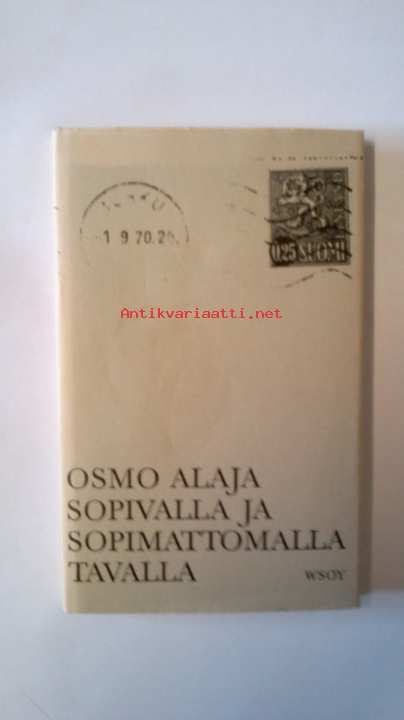 -1.9.70.20.
0,25 SUOMI
Antikvariaatti.net
OSMO ALAJA
SOPIVALLA JA
SOPIMATTOMALLA
TAVALLA
WSOY